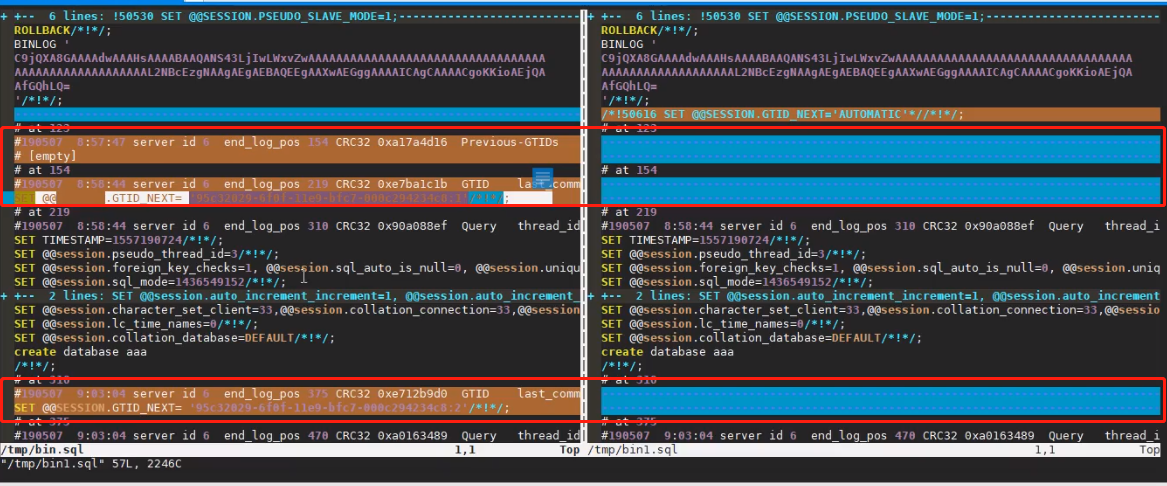 + +--  6 lines: !50530 SET @@SESSION.PSEUDO_SLAVE_MODE=1;
ROLLBACK/*!*/;
BINLOG '
C9jQXA8GAAAAdwAAAHsAAAABAAQANS43LjIwLWxvZwAAAAAAAAAAAAAAAAAAAAAAAAAAAAAAAAAA
AAAAAAAAAAAAAAAAAAAL2NBcEzgNAAgAEgAEBAQEEgAAXwAEGggAAAAICAgCAAAACgoKKioAEjQA
AfGQhLQ=
'/*!*/;
# at 123
#190507  8:57:47 server id 6  end_log_pos 154 CRC32 0xa17a4d16  Previous-GTIDs
# [empty]
# at 154
#190507  8:58:44 server id 6  end_log_pos 219 CRC32 0xe7ba1c1b  GTID    last_comm
SET @@ .GTID_NEXT= '95c32029-6f0f-11e9-bfc7-000c294234c8:1'/*!*/;
# at 219
#190507  8:58:44 server id 6  end_log_pos 310 CRC32 0x90a088ef  Query   thread_id
SET TIMESTAMP=1557190724/*!*/;
SET @@session.pseudo_thread_id=3/*!*/;
SET @@session.foreign_key_checks=1, @@session.sql_auto_is_null=0, @@session.uniqu
SET @@session.sql_mode=1436549152/*!*/;
+ +--  2 lines: SET @@session.auto_increment_increment=1, @@session.auto_increment_
SET @@session.character_set_client=33,@@session.collation_connection=33,@@session
SET @@session.lc_time_names=0/*!*/;
SET @@session.collation_database=DEFAULT/*!*/;
create database aaa
/*!*/;
# at 310
#190507  9:03:04 server id 6  end_log_pos 375 CRC32 0xe712b9d0  GTID    last_comm
SET @@SESSION.GTID_NEXT= '95c32029-6f0f-11e9-bfc7-000c294234c8:2'/*!*/;
# at 375
#190507  9:03:04 server id 6  end_log_pos 470 CRC32 0xa0163489  Query   thread_id
/tmp/bin.sql 1,1 Top
"/tmp/bin1.sql" 57L, 2246C
+ +--  6 lines: !50530 SET @@SESSION.PSEUDO_SLAVE_MODE=1;
ROLLBACK/*!*/;
BINLOG '
C9jQXA8GAAAAdwAAAHsAAAABAAQANS43LjIwLWxvZwAAAAAAAAAAAAAAAAAAAAAAAAAAAAAAAAAA
AAAAAAAAAAAAAAAAAAAL2NBcEzgNAAgAEgAEBAQEEgAAXwAEGggAAAAICAgCAAAACgoKKioAEjQA
AfGQhLQ=
'/*!*/;
/*!50616 SET @@SESSION.GTID_NEXT='AUTOMATIC'*//*!*/;
# at 123
# at 154
# at 219
#190507  8:58:44 server id 6  end_log_pos 310 CRC32 0x90a088ef  Query   thread_i
SET TIMESTAMP=1557190724/*!*/;
SET @@session.pseudo_thread_id=3/*!*/;
SET @@session.foreign_key_checks=1, @@session.sql_auto_is_null=0, @@session.uniq
SET @@session.sql_mode=1436549152/*!*/;
+ +--  2 lines: SET @@session.auto_increment_increment=1, @@session.auto_increment
SET @@session.character_set_client=33,@@session.collation_connection=33,@@sessio
SET @@session.lc_time_names=0/*!*/;
SET @@session.collation_database=DEFAULT/*!*/;
create database aaa
/*!*/;
# at 310
# at 375
#190507  9:03:04 server id 6  end_log_pos 470 CRC32 0xa0163489  Query   thread_i
/tmp/bin1.sql 1,1 Top